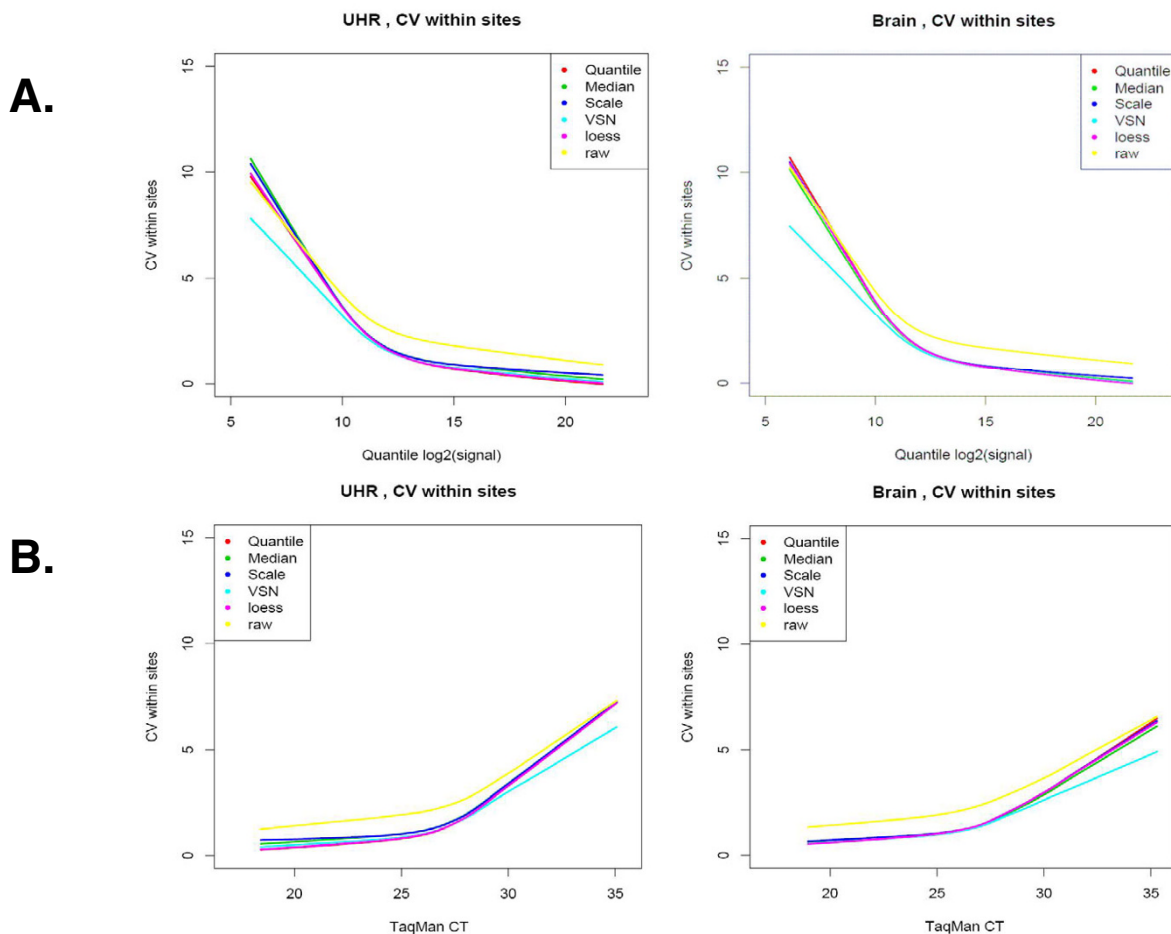 A.
UHR , CV within sites
CV within sites
15
10
5
0
Quantile
Median
Scale
VSN
loess
raw
5 10 15 20
Quantile log2(signal)
Brain , CV within sites
CV within sites
15
10
5
0
Quantile
Median
Scale
VSN
loess
raw
5 10 15 20
Quantile log2(signal)
B.
UHR , CV within sites
CV within sites
15
10
5
0
Quantile
Median
Scale
VSN
loess
raw
20 25 30 35
TaqMan CT
Brain , CV within sites
CV within sites
15
10
5
0
Quantile
Median
Scale
VSN
loess
raw
20 25 30 35
TaqMan CT